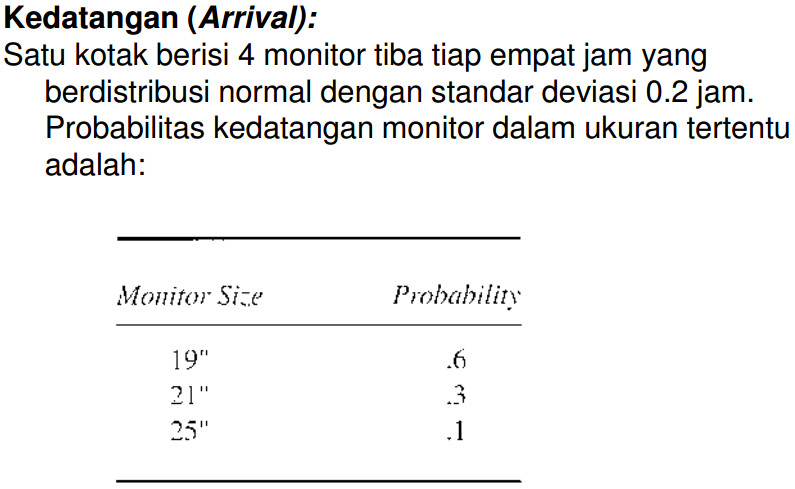 Kedatangan (Arrival):
Satu kotak berisi 4 monitor tiba tiap empat jam yang
berdistribusi normal dengan standar deviasi 0.2 jam.
Probabilitas kedatangan monitor dalam ukuran tertentu
adalah:
Monitor Size Probability
19" .6
21" .3
25" .1